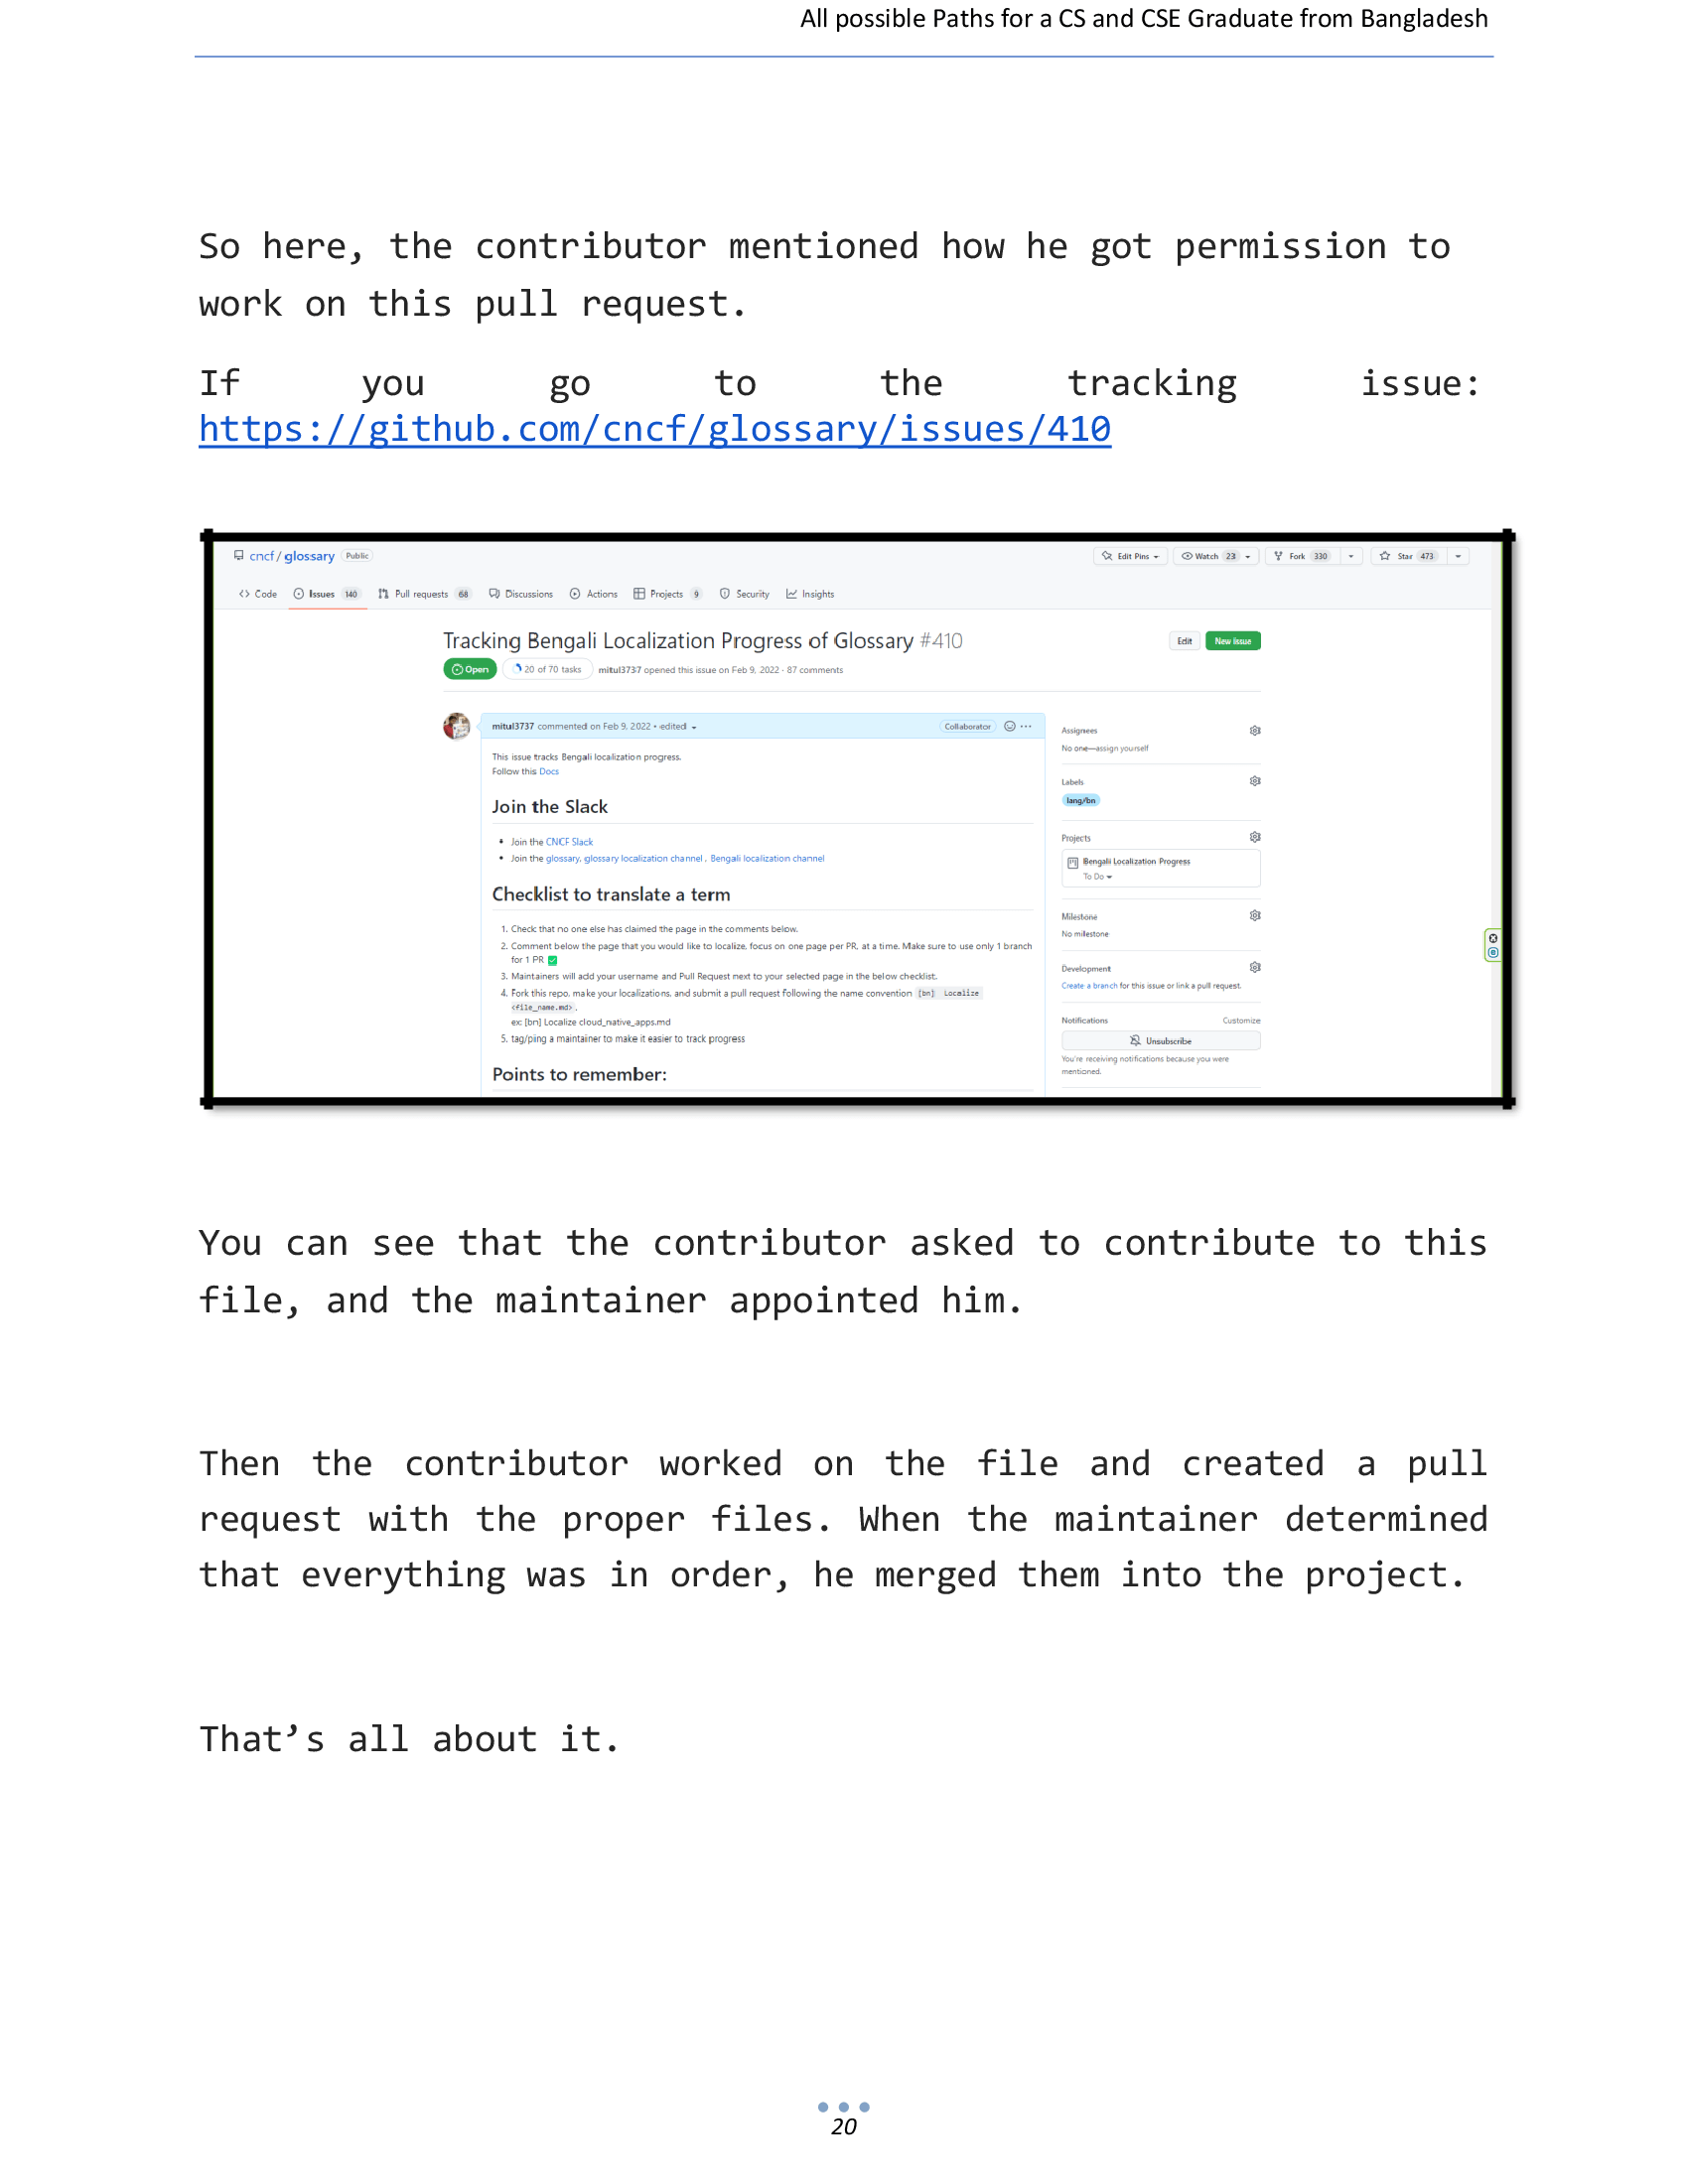 All possible Paths for a CS and CSE Graduate from Bangladesh
So here, the contributor mentioned how he got permission to
work on this pull request.
If you go to the tracking issue:
https://github.com/cncf/glossary/issues/410
cncf / glossary Public
Edit Pins Watch 23 Fork 330 Star 473
<> Code Issues 140 Pull requests 68 Discussions Actions Projects 9 Security Insights
Tracking Bengali Localization Progress of Glossary #410
Edit New issue
Open 20 of 70 tasks mitul3737 opened this issue on Feb 9, 2022 · 87 comments
mitul3737 commented on Feb 9, 2022 • edited
Collaborator
This issue tracks Bengali localization progress.
Follow this Docs
Join the Slack
• Join the CNCF Slack
• Join the glossary, glossary localization channel , Bengali localization channel
Checklist to translate a term
1. Check that no one else has claimed the page in the comments below.
2. Comment below the page that you would like to localize, focus on one page per PR, at a time. Make sure to use only 1 branch
for 1 PR ✅
3. Maintainers will add your username and Pull Request next to your selected page in the below checklist.
4. Fork this repo, make your localizations, and submit a pull request following the name convention [bn] Localize
<file_name.md> .
ex: [bn] Localize cloud_native_apps.md
5. tag/ping a maintainer to make it easier to track progress
Points to remember:
Assignees
No one—assign yourself
Labels
lang/bn
Projects
Bengali Localization Progress
To Do
Milestone
No milestone
Development
Create a branch for this issue or link a pull request.
Notifications Customize
Unsubscribe
You're receiving notifications because you were
mentioned.
You can see that the contributor asked to contribute to this
file, and the maintainer appointed him.
Then the contributor worked on the file and created a pull
request with the proper files. When the maintainer determined
that everything was in order, he merged them into the project.
That’s all about it.
20